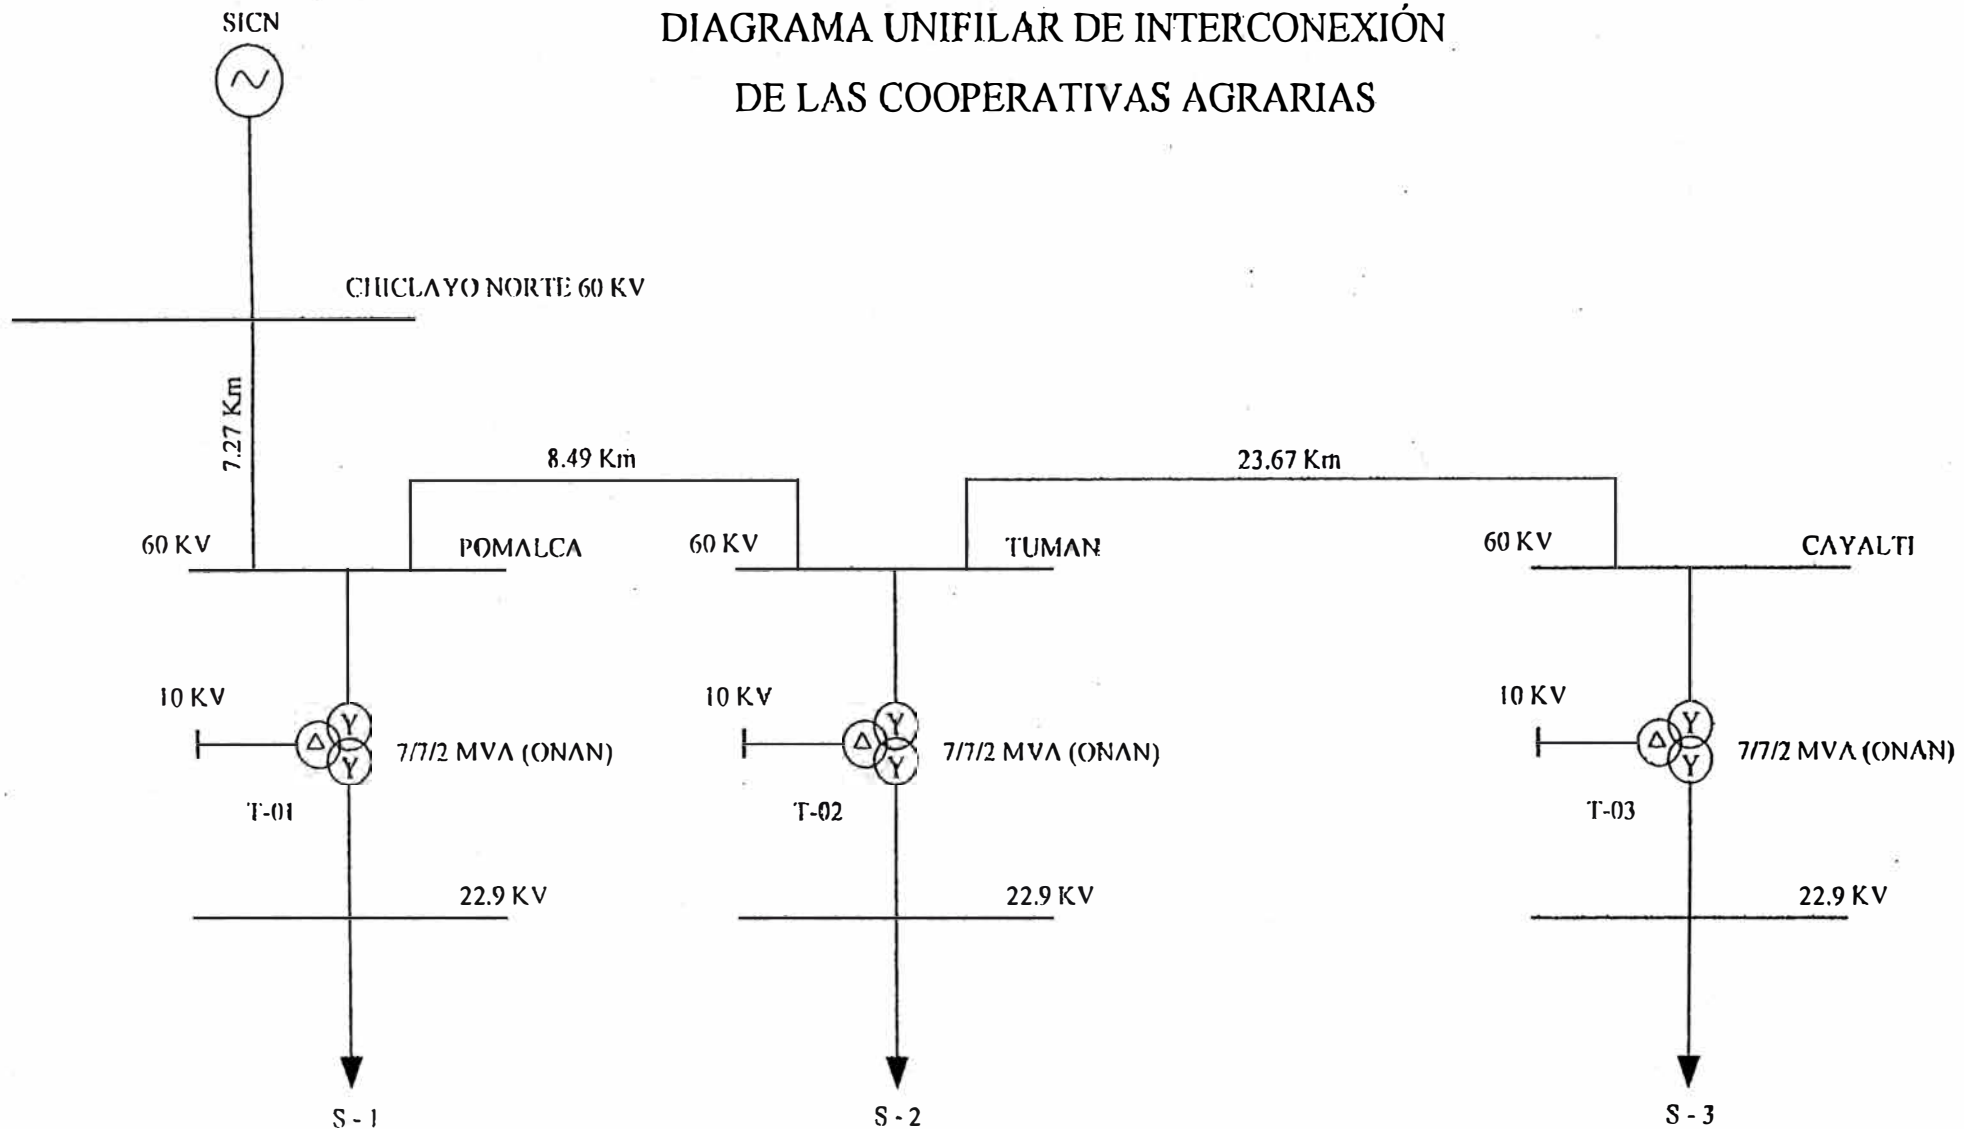 SICN
DIAGRAMA UNIFILAR DE INTERCONEXIÓN
DE LAS COOPERATIVAS AGRARIAS
CHICLAYO NORTE 60 KV
7.27 Km
8.49 Km
23.67 Km
60 KV
POMALCA
60 KV
TUMAN
60 KV
CAYALTI
10 KV
Y
Δ
Y
7/7/2 MVA (ONAN)
T-01
10 KV
Y
Δ
Y
7/7/2 MVA (ONAN)
T-02
10 KV
Y
Δ
Y
7/7/2 MVA (ONAN)
T-03
22.9 KV
22.9 KV
22.9 KV
S - 1
S - 2
S - 3